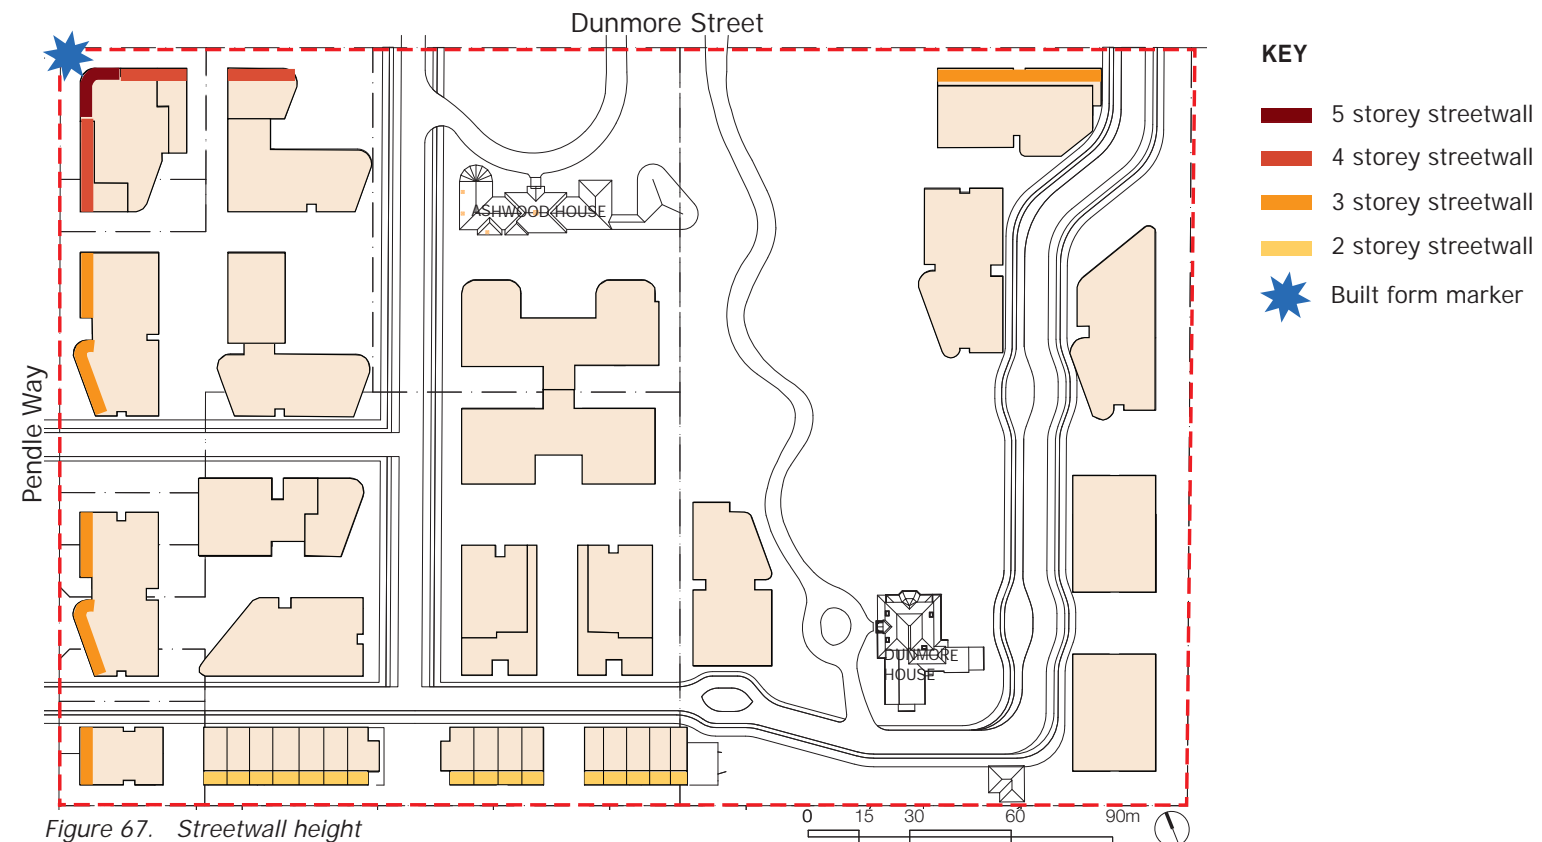 Dunmore Street
KEY
5 storey streetwall
4 storey streetwall
3 storey streetwall
2 storey streetwall
Built form marker
ASHWOOD HOUSE
Pendle Way
DUNMORE
HOUSE
0 15 30 60 90m
Figure 67. Streetwall height